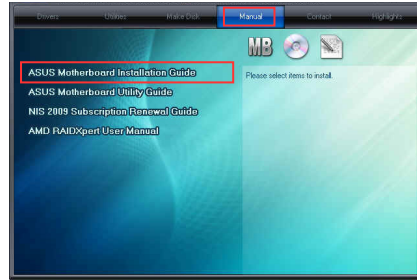 Drivers Utilities Make Disk Manual Contact Highlights
MB
Please select items to install.
ASUS Motherboard Installation Guide
ASUS Motherboard Utility Guide
NIS 2009 Subscription Renewal Guide
AMD RAIDXpert User Manual